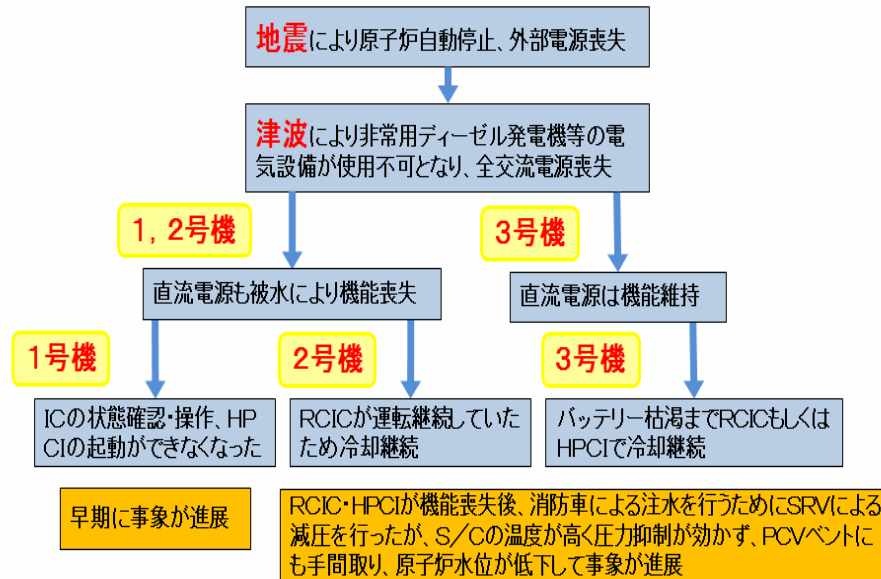 地震により原子炉自動停止、外部電源喪失
津波により非常用ディーゼル発電機等の電
気設備が使用不可となり、全交流電源喪失
1, 2号機
3号機
直流電源も被水により機能喪失
直流電源は機能維持
1号機
2号機
3号機
ICの状態確認・操作、HP
CIの起動ができなくなった
RCICが運転継続していた
ため冷却継続
バッテリー枯渇までRCICもしくは
HPCIで冷却継続
早期に事象が進展
RCIC・HPCIが機能喪失後、消防車による注水を行うためにSRVによる
減圧を行ったが、S/Cの温度が高く圧力抑制が効かず、PCVベントに
も手間取り、原子炉水位が低下して事象が進展